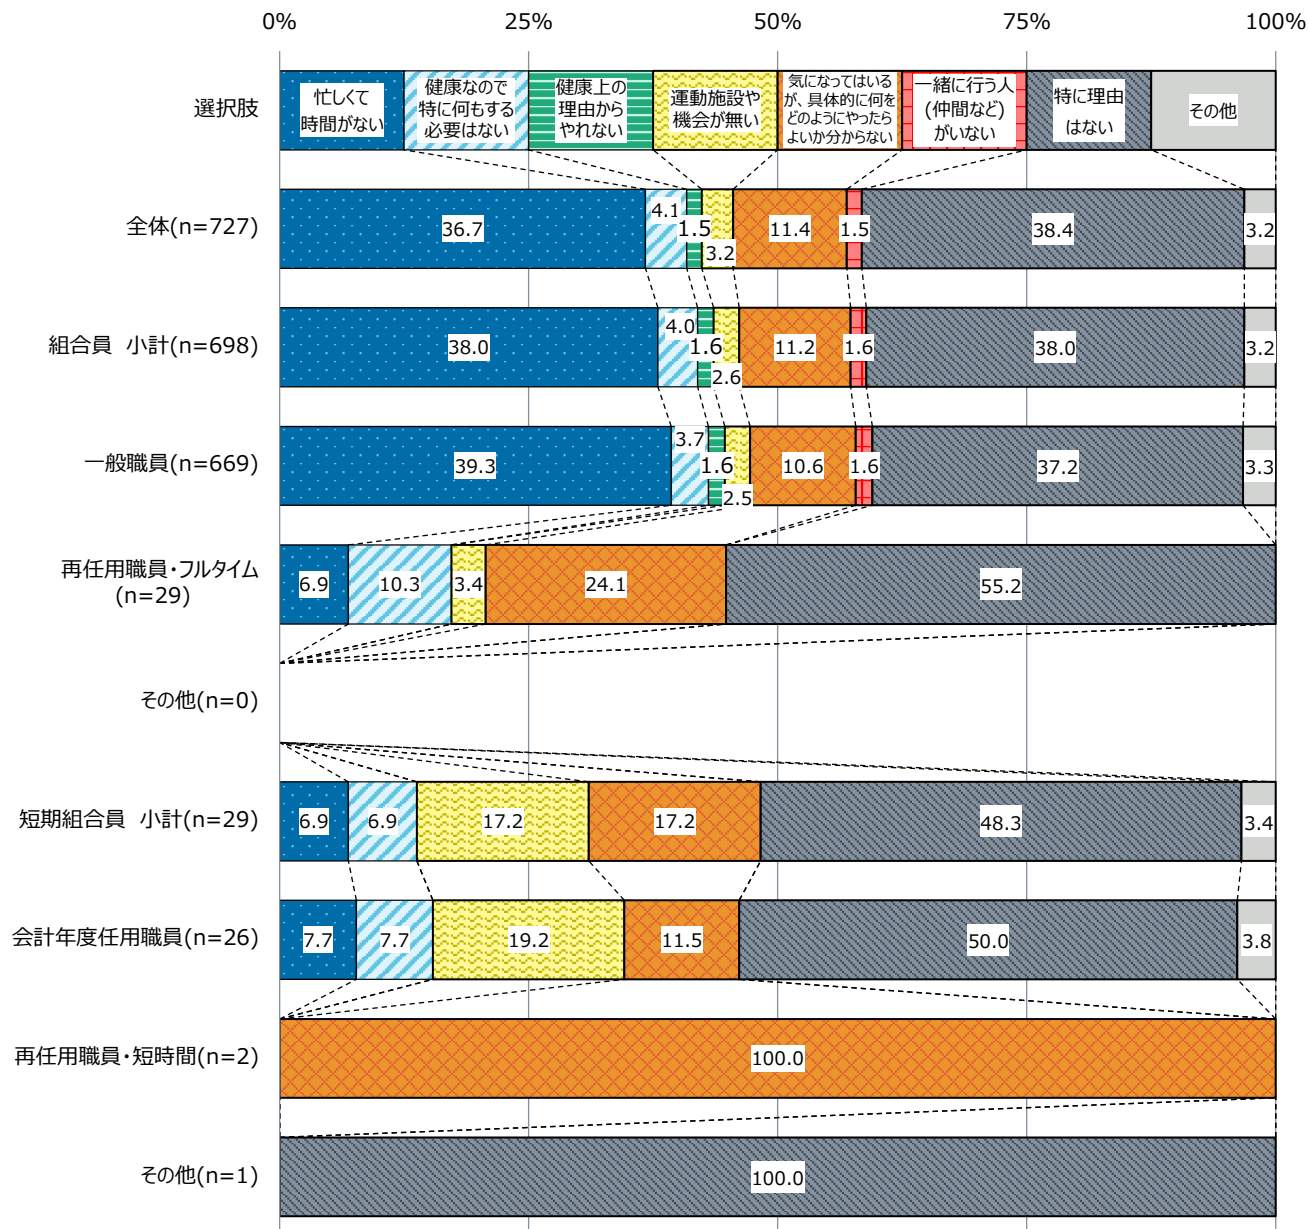 0% 25% 50% 75% 100%
選択肢
忙しくて
時間がない
健康なので
特に何もする
必要はない
健康上の
理由から
やれない
運動施設や
機会が無い
気になってはいる
が、具体的に何を
どのようにやったら
よいか分からない
一緒に行う人
(仲間など)
がいない
特に理由
はない
その他
全体(n=727)
36.7 4.1 1.5 3.2 11.4 1.5 38.4 3.2
組合員 小計(n=698)
38.0 4.0 1.6 2.6 11.2 1.6 38.0 3.2
一般職員(n=669)
39.3 3.7 1.6 2.5 10.6 1.6 37.2 3.3
再任用職員・フルタイム
(n=29)
6.9 10.3 3.4 24.1 55.2
その他(n=0)
短期組合員 小計(n=29)
6.9 6.9 17.2 17.2 48.3 3.4
会計年度任用職員(n=26)
7.7 7.7 19.2 11.5 50.0 3.8
再任用職員・短時間(n=2)
100.0
その他(n=1)
100.0